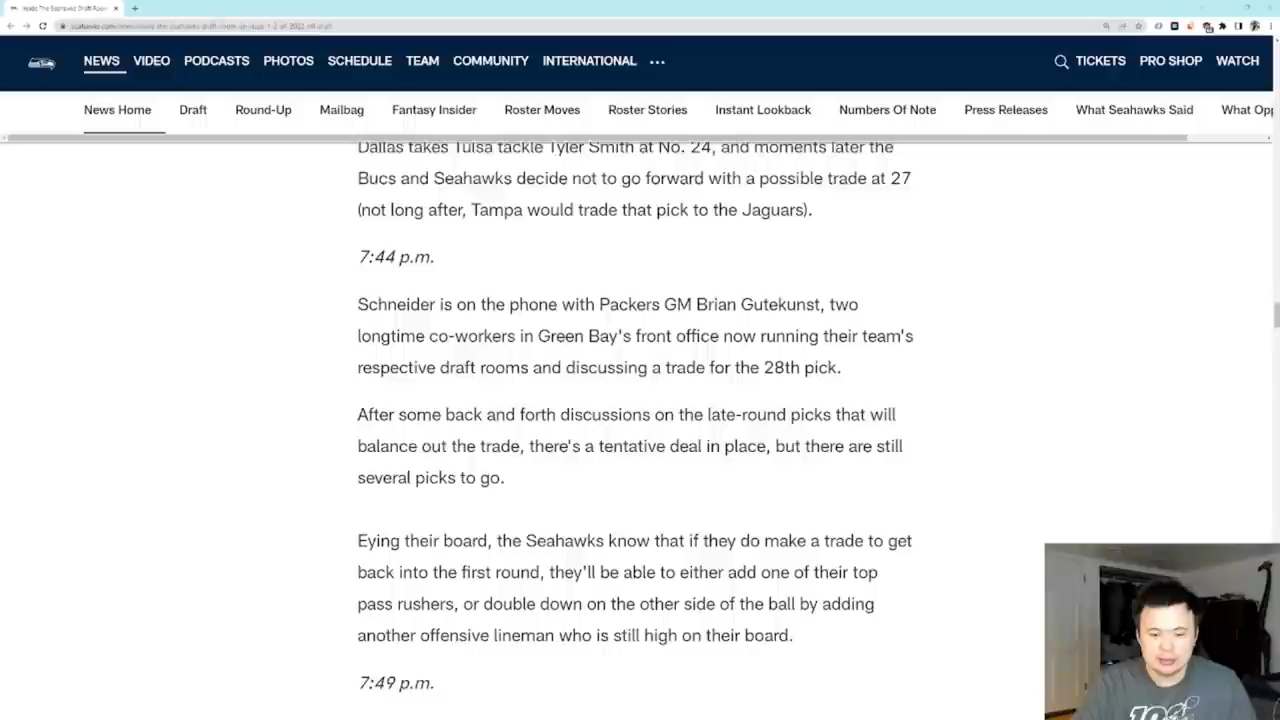 Inside The Seahawks Draft Room
NEWS VIDEO PODCASTS PHOTOS SCHEDULE TEAM COMMUNITY INTERNATIONAL ••• TICKETS PRO SHOP WATCH
News Home Draft Round-Up Mailbag Fantasy Insider Roster Moves Roster Stories Instant Lookback Numbers Of Note Press Releases What Seahawks Said What Opp
Dallas takes Tulsa tackle Tyler Smith at No. 24, and moments later the
Bucs and Seahawks decide not to go forward with a possible trade at 27
(not long after, Tampa would trade that pick to the Jaguars).
7:44 p.m.
Schneider is on the phone with Packers GM Brian Gutekunst, two
longtime co-workers in Green Bay's front office now running their team's
respective draft rooms and discussing a trade for the 28th pick.
After some back and forth discussions on the late-round picks that will
balance out the trade, there's a tentative deal in place, but there are still
several picks to go.
Eying their board, the Seahawks know that if they do make a trade to get
back into the first round, they'll be able to either add one of their top
pass rushers, or double down on the other side of the ball by adding
another offensive lineman who is still high on their board.
7:49 p.m.